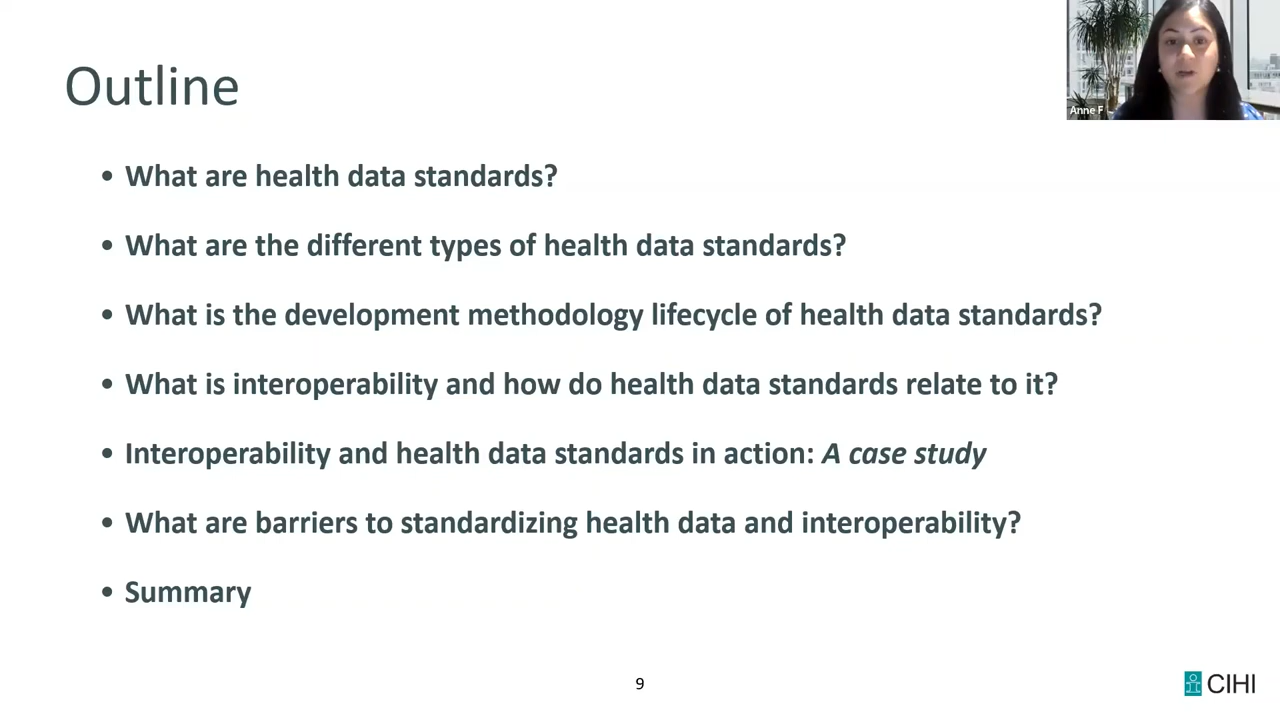 Outline
Anne F
• What are health data standards?
• What are the different types of health data standards?
• What is the development methodology lifecycle of health data standards?
• What is interoperability and how do health data standards relate to it?
• Interoperability and health data standards in action: A case study
• What are barriers to standardizing health data and interoperability?
• Summary
9
CIHI